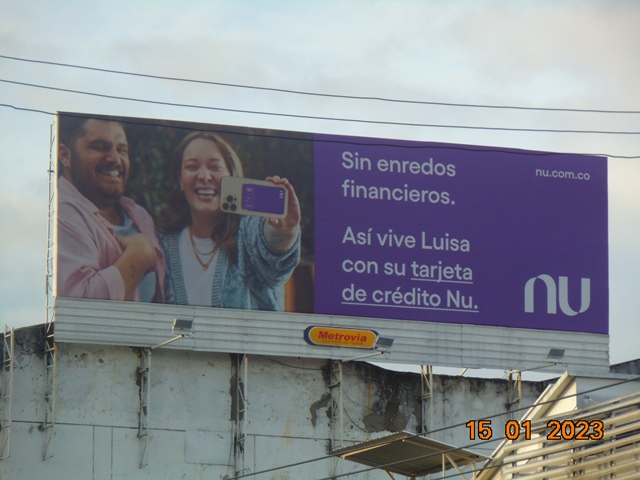 Sin enredos
financieros.
nu.com.co
Así vive Luisa
con su tarjeta
de crédito Nu.
nu
Metrovia
15 01 2023